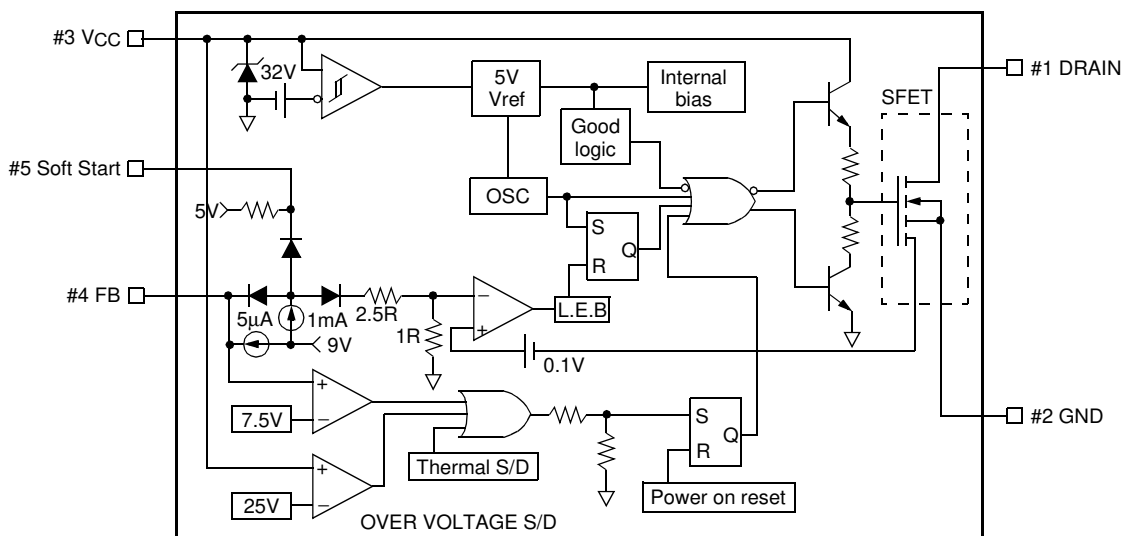 #3 VCC
32V
5V
Vref
Internal
bias
Good
logic
#1 DRAIN
SFET
#5 Soft Start
5V
OSC
S
R
Q
#4 FB
5µA
1mA
2.5R
1R
9V
−
+
L.E.B
0.1V
+
−
7.5V
Thermal S/D
S
R
Q
#2 GND
+
−
25V
Power on reset
OVER VOLTAGE S/D